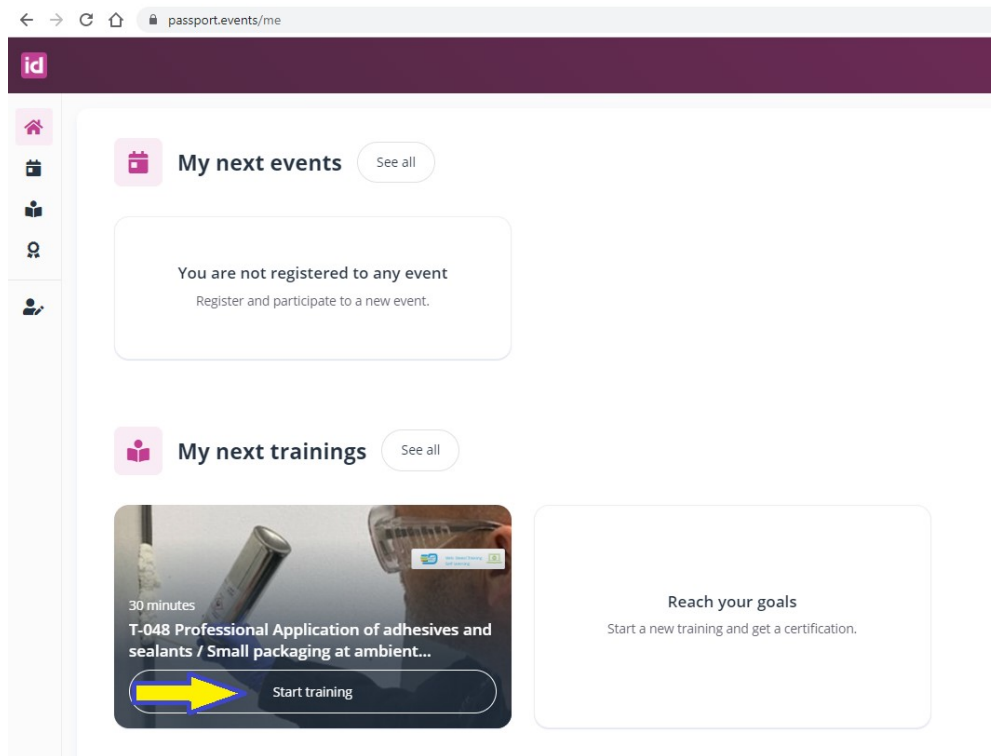 passport.events/me
id
My next events
See all
You are not registered to any event
Register and participate to a new event.
My next trainings
See all
30 minutes
T-048 Professional Application of adhesives and
sealants / Small packaging at ambient...
Start training
Reach your goals
Start a new training and get a certification.